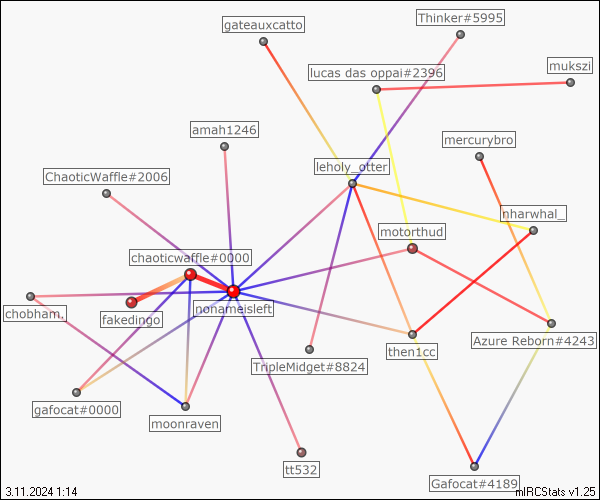 Thinker#5995
gateauxcatto
mukszi
lucas das oppai#2396
amah1246
mercurybro
leholy_otter
ChaoticWaffle#2006
nharwhal_
motorthud
chaoticwaffle#0000
nonameisleft
chobham,
fakedingo
Azure Reborn#4243
then1cc
TripleMidget#8824
gafocat#0000
moonraven
tt532
Gafocat#4189
3.11.2024 1:14
mIRCStats v1.25